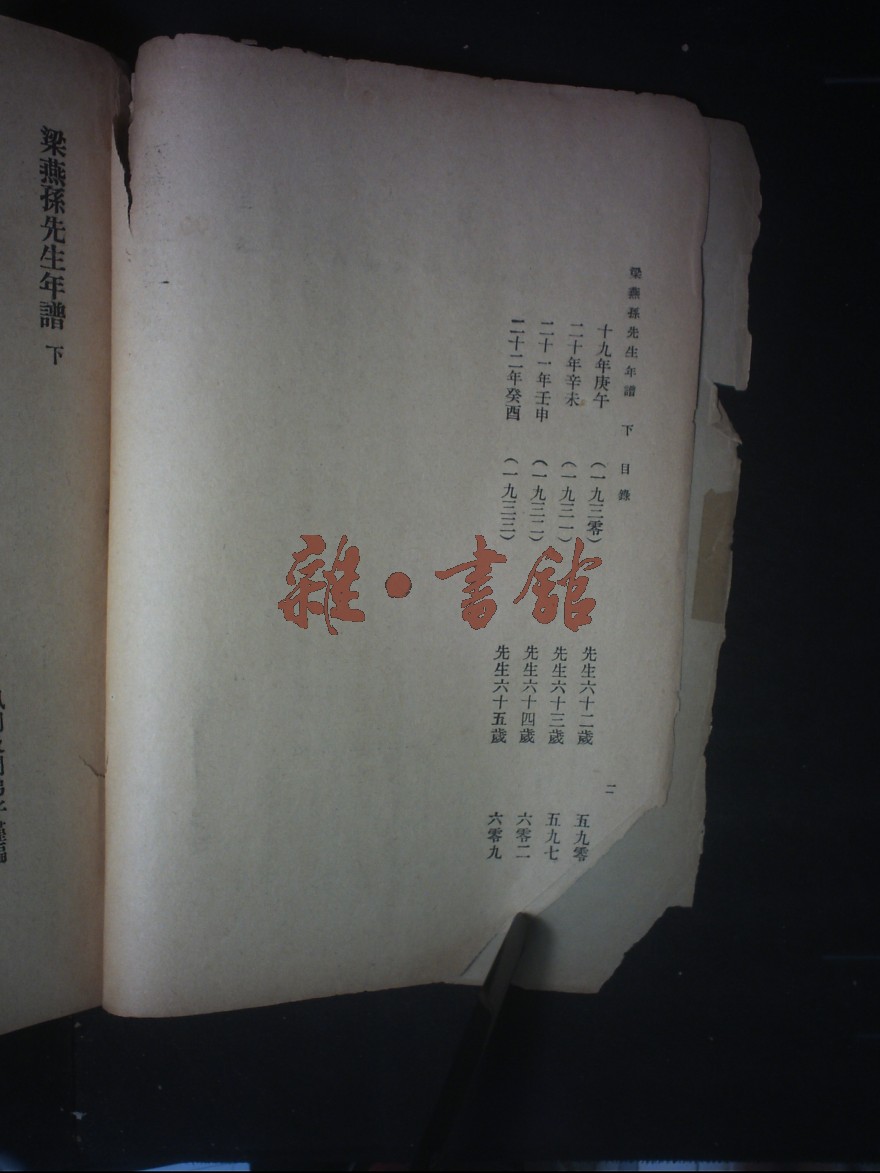 梁燕孫先生年譜 下 目錄 二
十九年庚午 (一九三零) 先生六十二歲 五九零
二十年辛未 (一九三一) 先生六十三歲 五九七
二十一年壬申 (一九三二) 先生六十四歲 六零二
二十二年癸酉 (一九三三) 先生六十五歲 六零九
雜•書館
梁燕孫先生年譜 下